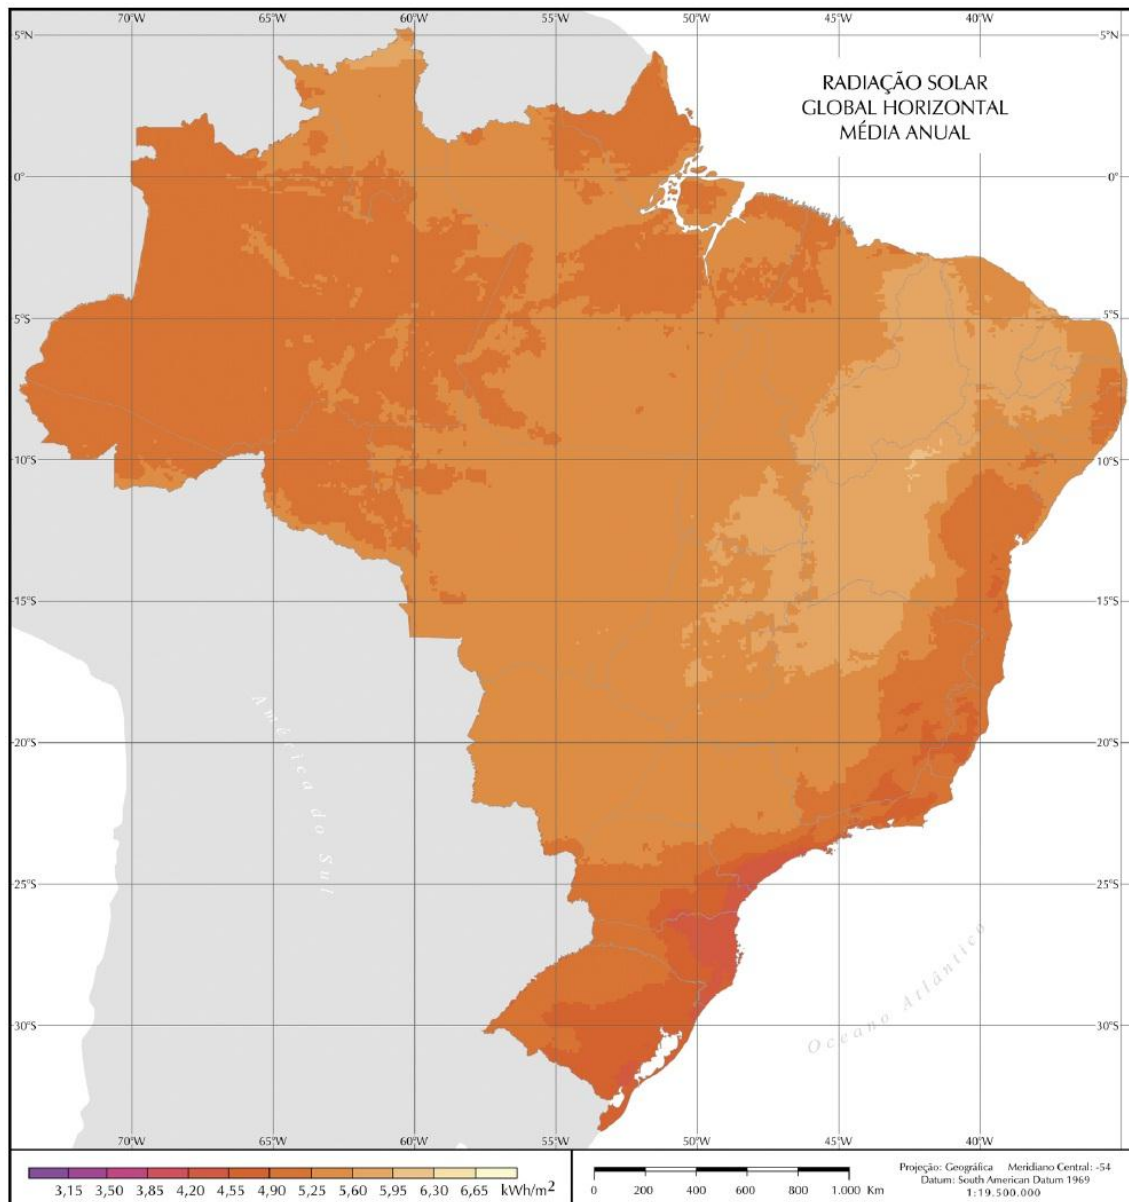 70°W 65°W 60°W 55°W 50°W 45°W 40°W
5°N 5°N
RADIAÇÃO SOLAR
GLOBAL HORIZONTAL
MÉDIA ANUAL
0° 0°
5°S 5°S
10°S 10°S
15°S 15°S
América do Sul
20°S 20°S
25°S 25°S
Oceano Atlântico
30°S 30°S
70°W 65°W 60°W 55°W 50°W 45°W 40°W
3,15 3,50 3,85 4,20 4,55 4,90 5,25 5,60 5,95 6,30 6,65 kWh/m²
0 200 400 600 800 1.000 Km
Projeção: Geográfica Meridiano Central: -54
Datum: South American Datum 1969
1:19.500.000